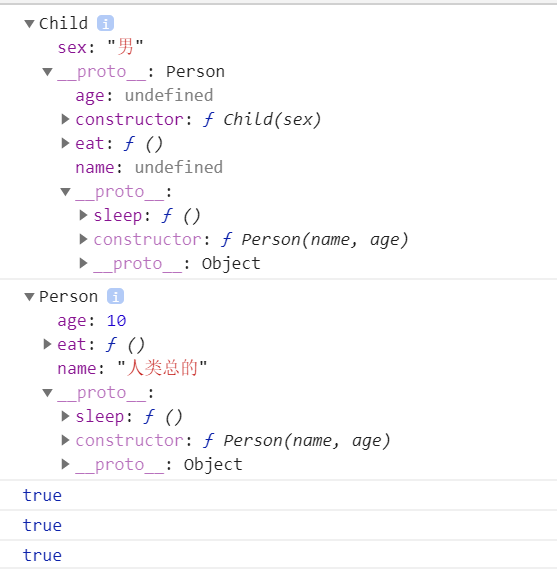 ▼Child i
sex: "男"
▼__proto__: Person
age: undefined
▶constructor: ƒ Child(sex)
▶eat: ƒ ()
name: undefined
▼__proto__:
▶sleep: ƒ ()
▶constructor: ƒ Person(name, age)
▶__proto__: Object
▼Person i
age: 10
▶eat: ƒ ()
name: "人类总的"
▼__proto__:
▶sleep: ƒ ()
▶constructor: ƒ Person(name, age)
▶__proto__: Object
true
true
true